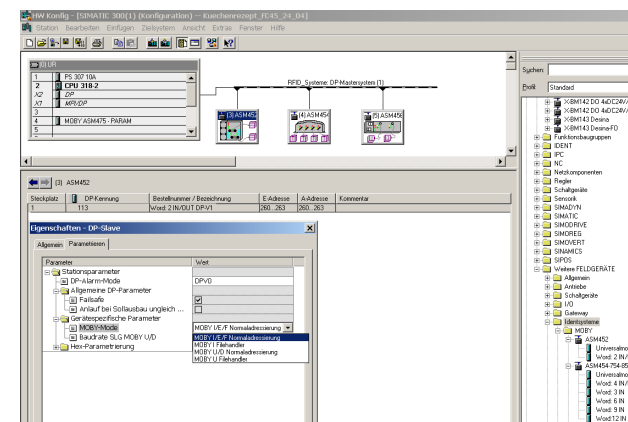 HW Konfig - [SIMATIC 300(1) (Konfiguration) -- Kuechenrezept_FC45_24_04]
Station Bearbeiten Einfügen Zielsystem Ansicht Extras Fenster Hilfe
(0) UR
1 PS 307 10A
2 CPU 318-2
X2 DP
X1 MPI/DP
3
4 MOBY ASM475 - PARAM
5
RFID_Systeme: DP-Mastersystem (1)
(3) ASM452
(4) ASM454
(5) ASM456
(3) ASM452
Steckplatz DP-Kennung Bestellnummer / Bezeichnung E-Adresse A-Adresse Kommentar
1 113 Word: 2 IN/OUT DP-V1 260...263 260...263
Eigenschaften - DP-Slave
Allgemein Parametrieren
Parameter Wert
Stationsparameter
DP-Alarm-Mode DPV0
Allgemeine DP-Parameter
Failsafe
Anlauf bei Sollausbau ungleich ...
Gerätespezifische Parameter
MOBY-Mode MOBY I/E/F Normaladressierung
MOBY I/E/F Normaladressierung
Baudrate SLG MOBY U/D
MOBY I Filehandler
Hex-Parametrierung
MOBY U/D Normaladressierung
MOBY U Filehandler
Suchen:
Profil: Standard
X-BM142 DO 4xDC24V/
X-BM142 DO 4xDC24V/
X-BM143 Desina
X-BM143 Desina-FO
Funktionsbaugruppen
IDENT
IPC
NC
Netzkomponenten
Regler
Schaltgeräte
Sensorik
SIMADYN
SIMATIC
SIMODRIVE
SIMOREG
SIMOVERT
SINAMICS
SIPOS
Weitere FELDGERÄTE
Allgemein
Antriebe
Schaltgeräte
I/O
Gateway
Identsysteme
MOBY
ASM452
Universalmo
Word: 2 IN/
ASM454-754-85
Universalmo
Word: 4 IN/
Word: 3 IN
Word: 6 IN
Word: 9 IN
Word:12 IN